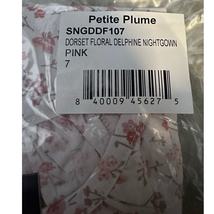 Petite Plume
SNGDDF107
DORSET FLORAL DELPHINE NIGHTGOWN
PINK
7
8 40009 45627 5